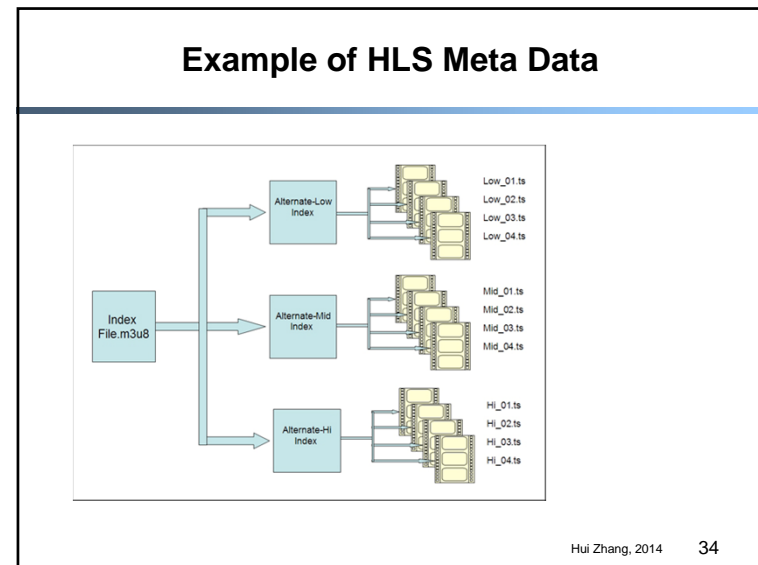 Example of HLS Meta Data
Index
File.m3u8
Alternate-Low
Index
Low_01.ts
Low_02.ts
Low_03.ts
Low_04.ts
Alternate-Mid
Index
Mid_01.ts
Mid_02.ts
Mid_03.ts
Mid_04.ts
Alternate-Hi
Index
Hi_01.ts
Hi_02.ts
Hi_03.ts
Hi_04.ts
Hui Zhang, 2014 34